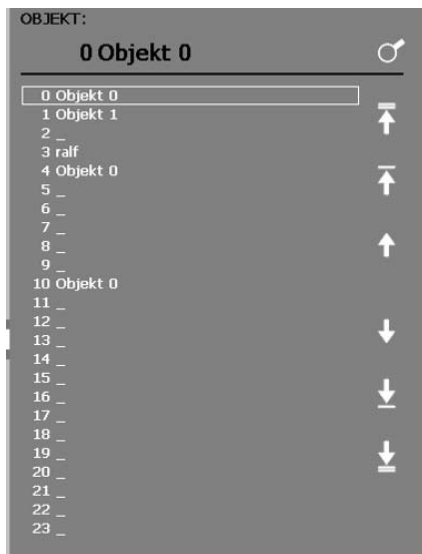 OBJEKT:
0 Objekt 0
0 Objekt 0
1 Objekt 1
2 _
3 ralf
4 Objekt 0
5 _
6 _
7 _
8 _
9 _
10 Objekt 0
11 _
12 _
13 _
14 _
15 _
16 _
17 _
18 _
19 _
20 _
21 _
22 _
23 _